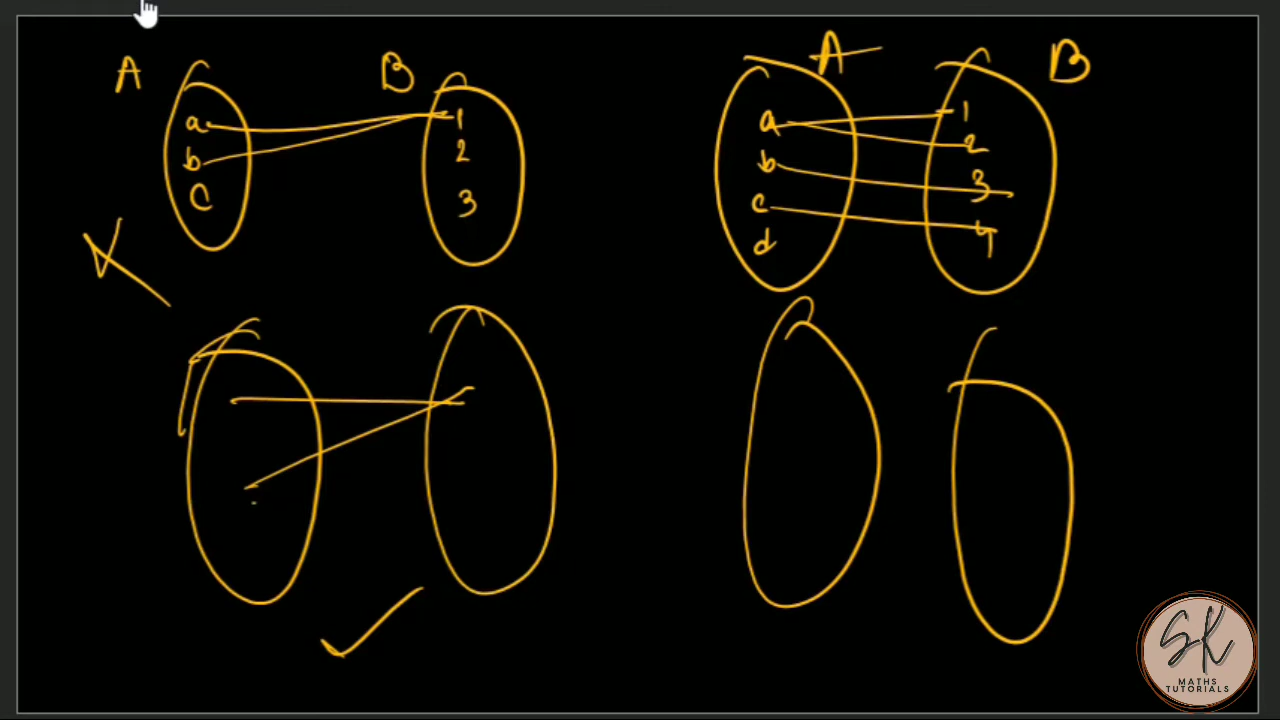 A B
a 1
b 2
C 3
A B
a 1
b 2
c 3
d 4
SK
MATHS
TUTORIALS